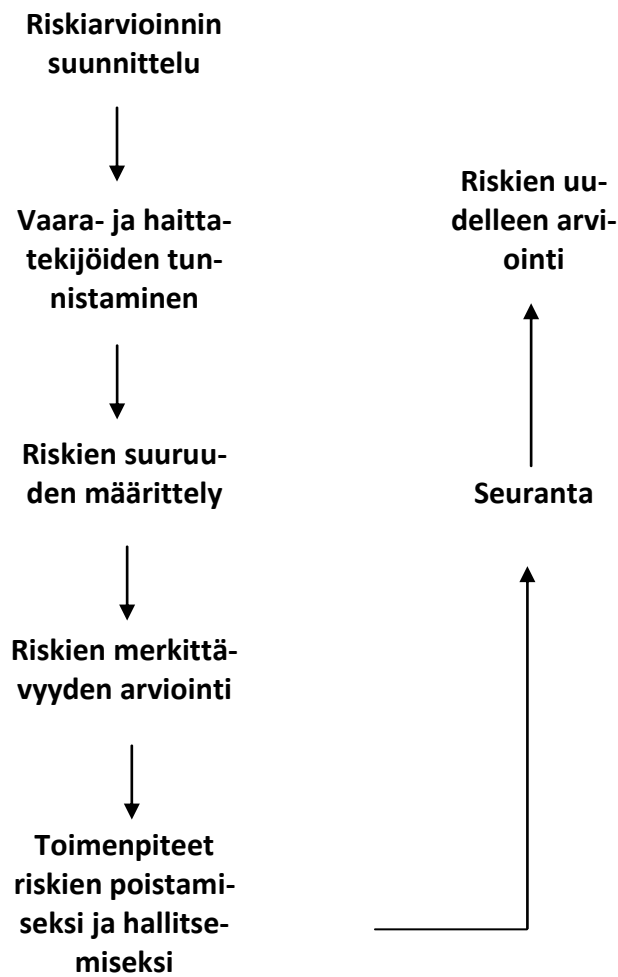 Riskiarvioinnin
suunnittelu
Vaara- ja haitta-
tekijöiden tun-
nistaminen
Riskien suuruu-
den määrittely
Riskien merkittä-
vyyden arviointi
Toimenpiteet
riskien poistami-
seksi ja hallitse-
miseksi
Seuranta
Riskien uu-
delleen arvi-
ointi